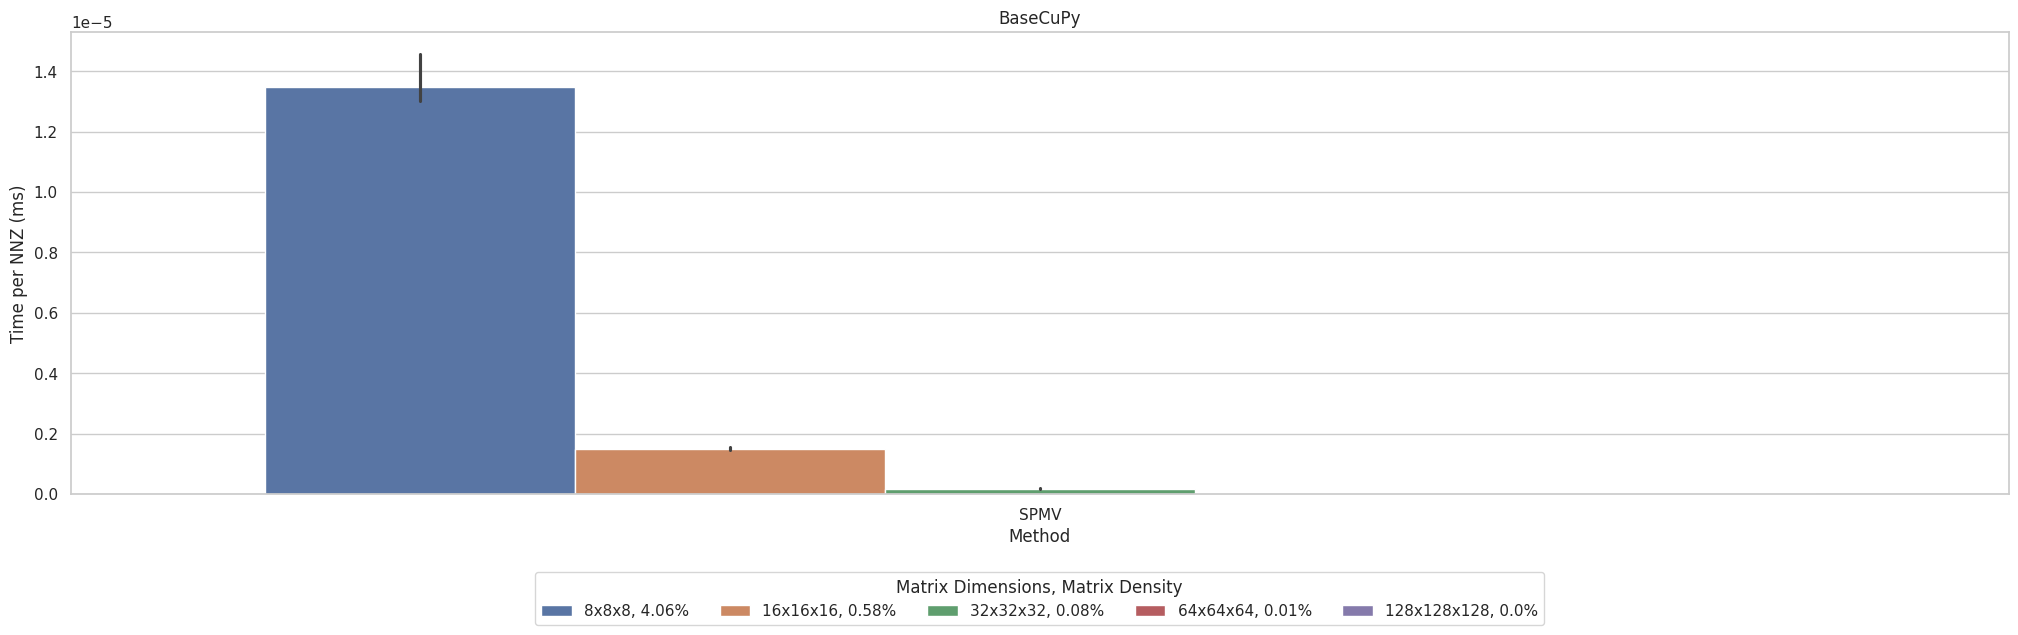 BaseCuPy
1e−5
1.4
1.2
1.0
0.8
0.6
0.4
0.2
0.0
Time per NNZ (ms)
SPMV
Method
Matrix Dimensions, Matrix Density
8x8x8, 4.06%
16x16x16, 0.58%
32x32x32, 0.08%
64x64x64, 0.01%
128x128x128, 0.0%